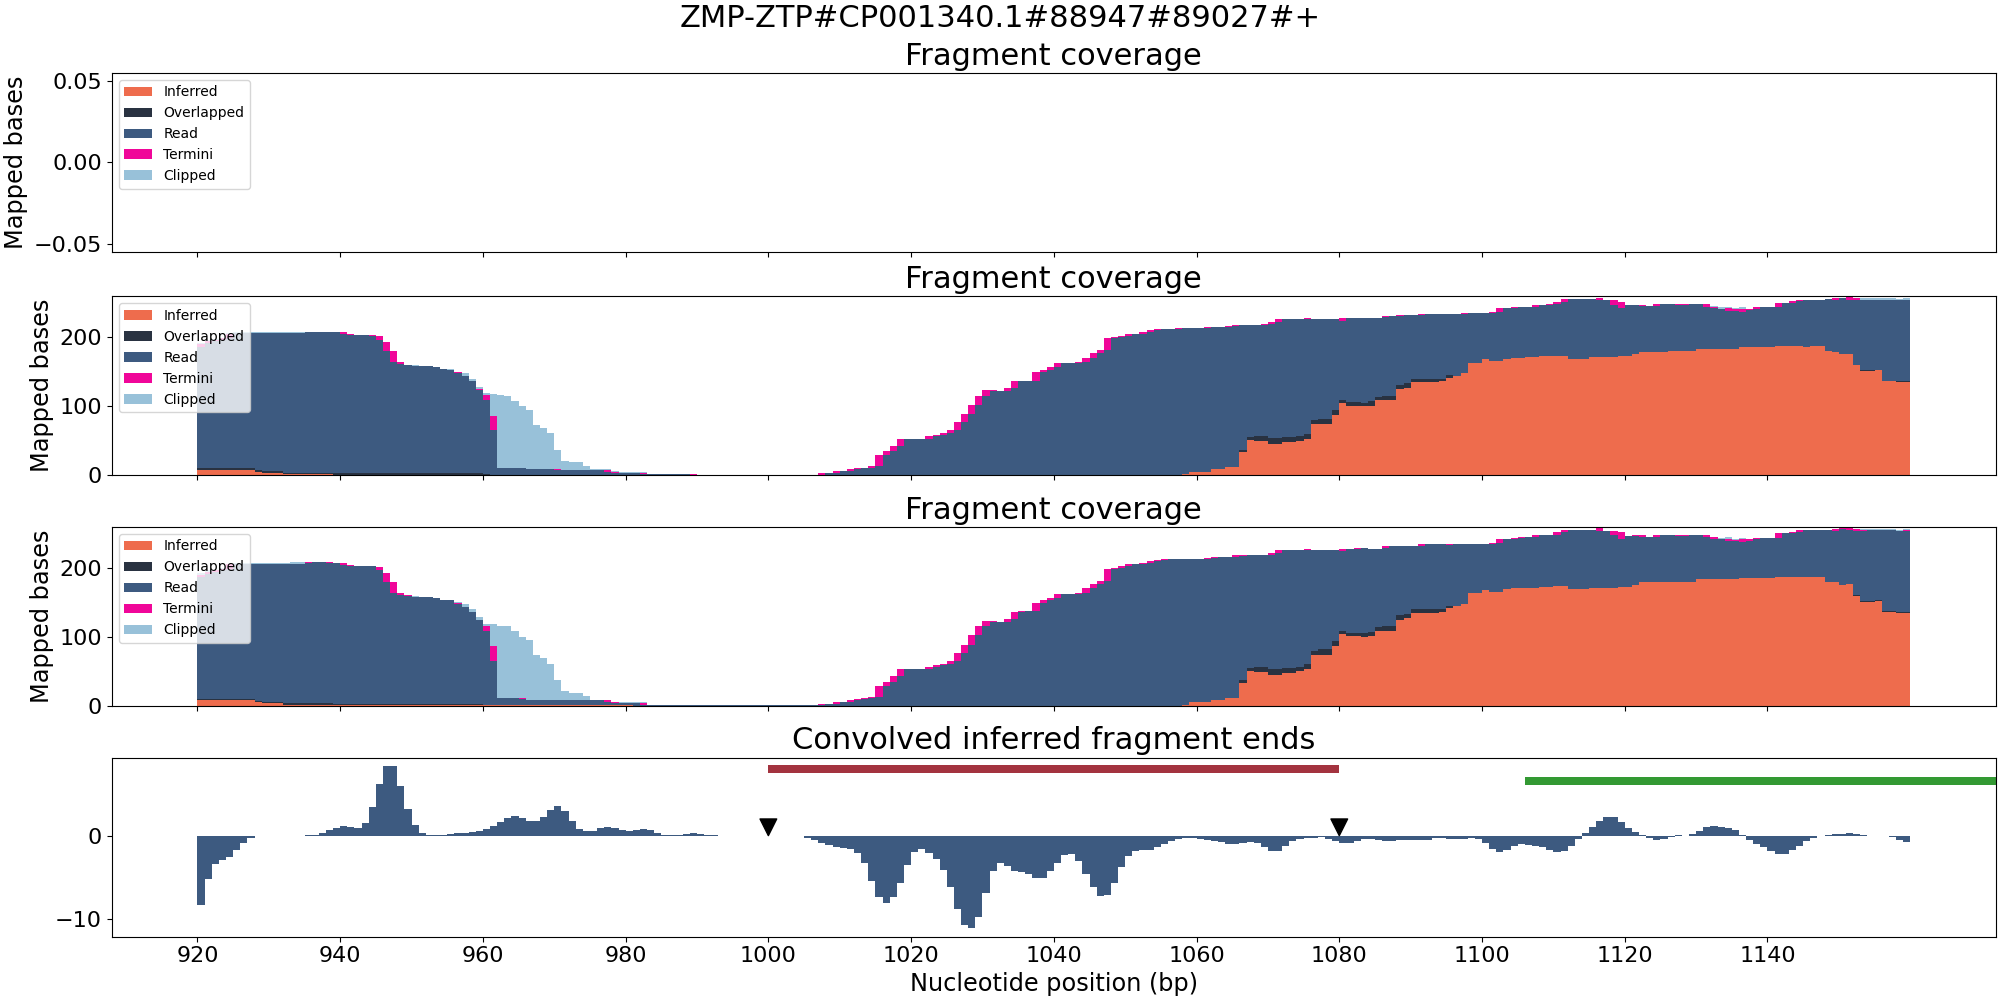 ZMP-ZTP#CP001340.1#88947#89027#+
Fragment coverage
Mapped bases
0.05
0.00
−0.05
Inferred
Overlapped
Read
Termini
Clipped
Fragment coverage
Mapped bases
200
100
0
Inferred
Overlapped
Read
Termini
Clipped
Fragment coverage
Mapped bases
200
100
0
Inferred
Overlapped
Read
Termini
Clipped
Convolved inferred fragment ends
0
−10
920 940 960 980 1000 1020 1040 1060 1080 1100 1120 1140
Nucleotide position (bp)